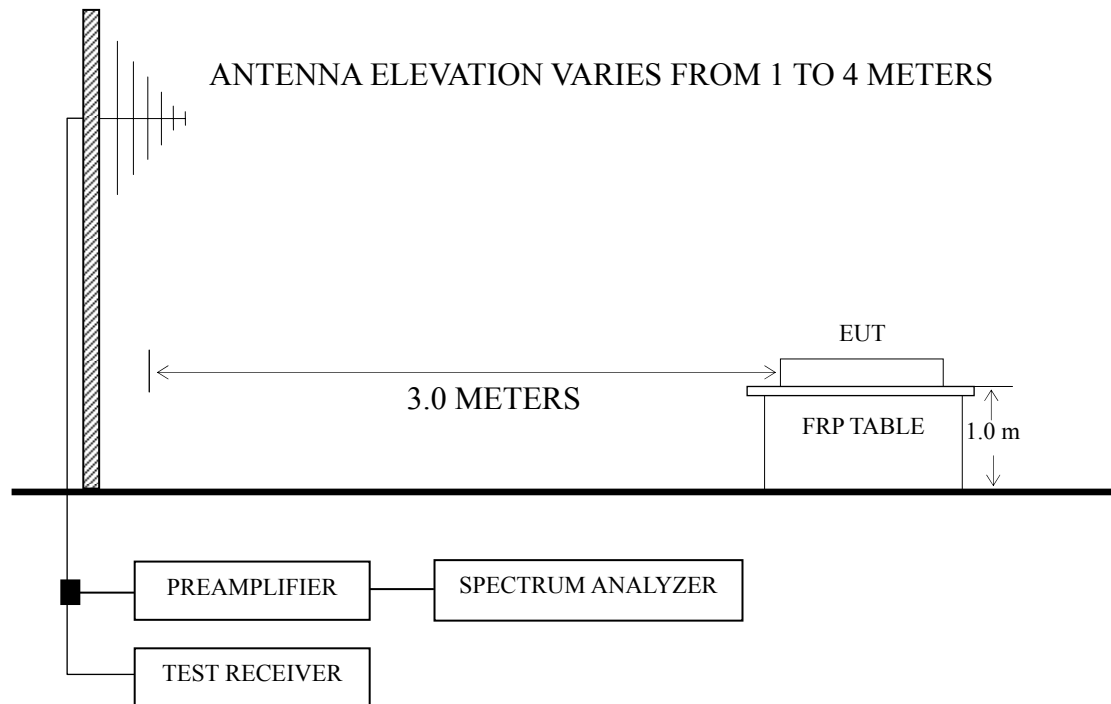 ANTENNA ELEVATION VARIES FROM 1 TO 4 METERS
EUT
3.0 METERS
FRP TABLE
1.0 m
PREAMPLIFIER
SPECTRUM ANALYZER
TEST RECEIVER